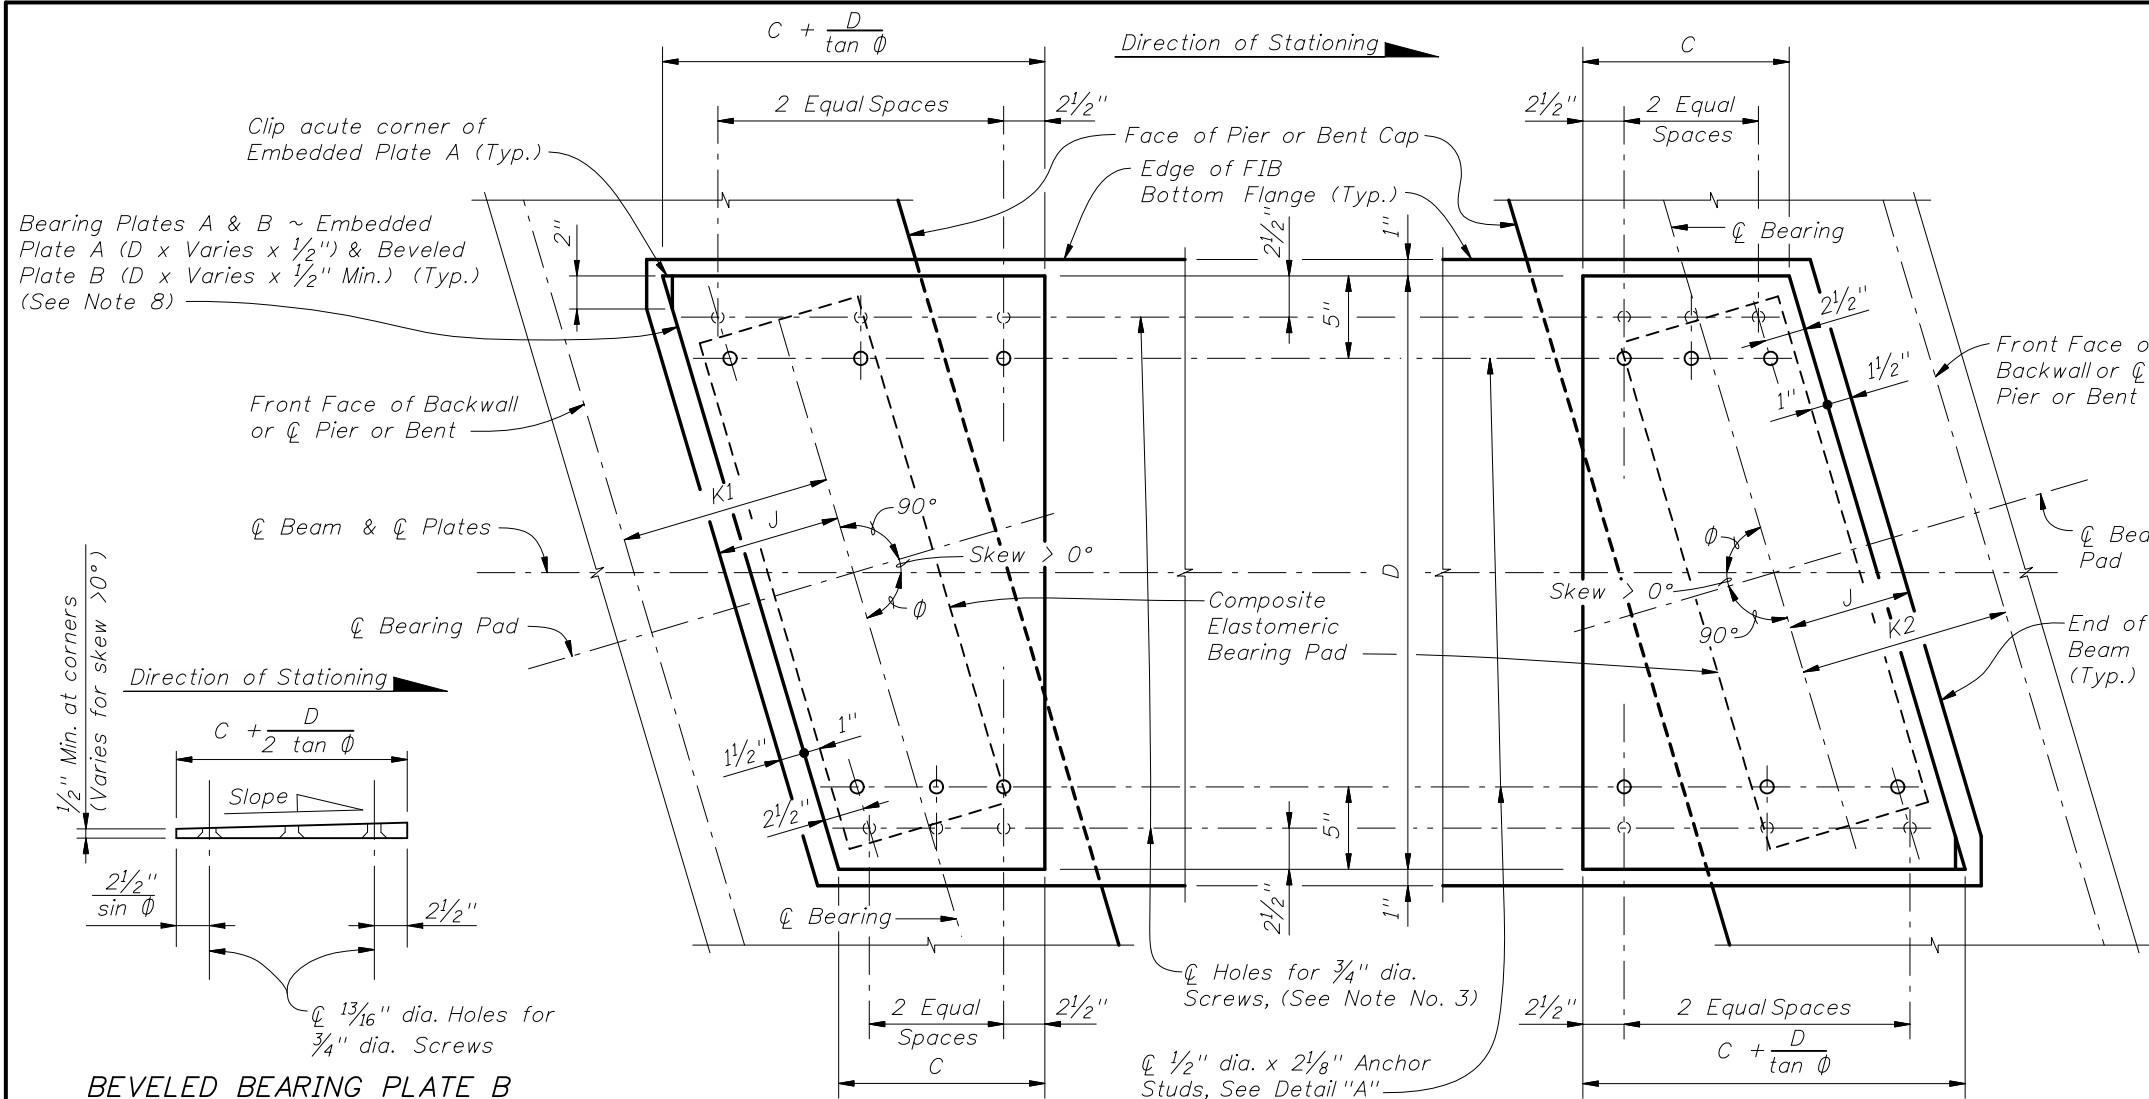 C + D
tan ϕ
Direction of Stationing
C
2 Equal Spaces
2½"
2½"
2 Equal
Spaces
Clip acute corner of
Embedded Plate A (Typ.)
Face of Pier or Bent Cap
Edge of FIB
Bottom Flange (Typ.)
Bearing Plates A & B ~ Embedded
Plate A (D x Varies x ½") & Beveled
Plate B (D x Varies x ½" Min.) (Typ.)
(See Note 8)
2"
2½"
1"
℄ Bearing
5"
2½"
1½"
1"
Front Face o
Backwall or ℄
Pier or Bent
Front Face of Backwall
or ℄ Pier or Bent
K1
J
90°
℄ Beam & ℄ Plates
Skew > 0°
ϕ
D
ϕ
Skew > 0°
90°
J
K2
℄ Bea
Pad
℄ Bearing Pad
Composite
Elastomeric
Bearing Pad
End of
Beam
(Typ.)
½" Min. at corners
(Varies for skew >0°)
Direction of Stationing
C + D
2 tan ϕ
Slope
2½"
sin ϕ
2½"
1½"
1"
2½"
5"
2½"
1"
℄ Bearing
℄ 13/16" dia. Holes for
¾" dia. Screws
BEVELED BEARING PLATE B
2 Equal
Spaces
2½"
C
℄ Holes for ¾" dia.
Screws, (See Note No. 3)
℄ ½" dia. x 2⅛" Anchor
Studs, See Detail "A"
2½"
2 Equal Spaces
C + D
tan ϕ